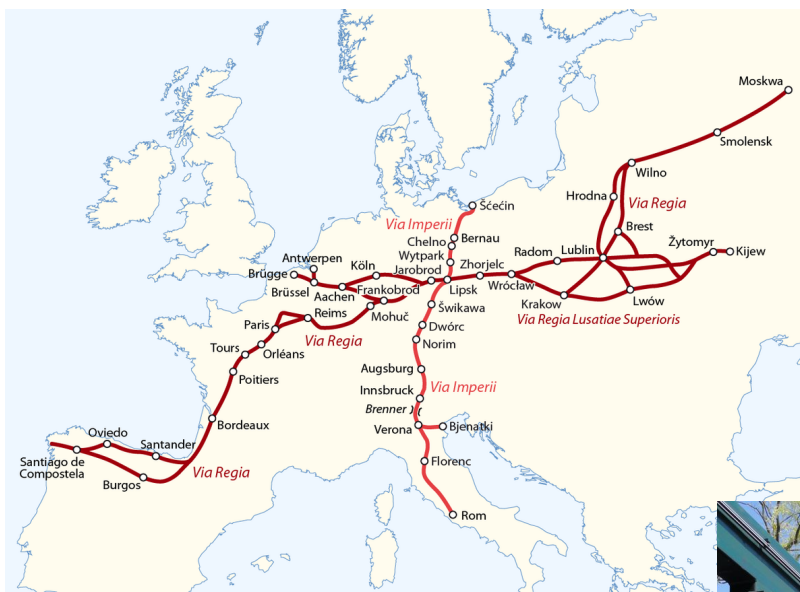 Moskwa
Smolensk
Wilno
Hrodna
Via Regia
Šćećin
Via Imperii
Brest
Bernau
Chelno
Žytomyr
Kijew
Lublin
Radom
Wytpark
Antwerpen
Köln
Jarobrod
Zhorjelc
Brügge
Wrocław
Brüssel
Aachen
Frankobrod
Lipsk
Krakow
Lwów
Reims
Mohuč
Šwikawa
Via Regia Lusatiae Superioris
Paris
Dwórc
Via Regia
Norim
Tours
Orléans
Augsburg
Poitiers
Via Imperii
Innsbruck
Brenner
Bordeaux
Verona
Bjenatki
Oviedo
Santander
Santiago de
Compostela
Florenc
Via Regia
Burgos
Rom